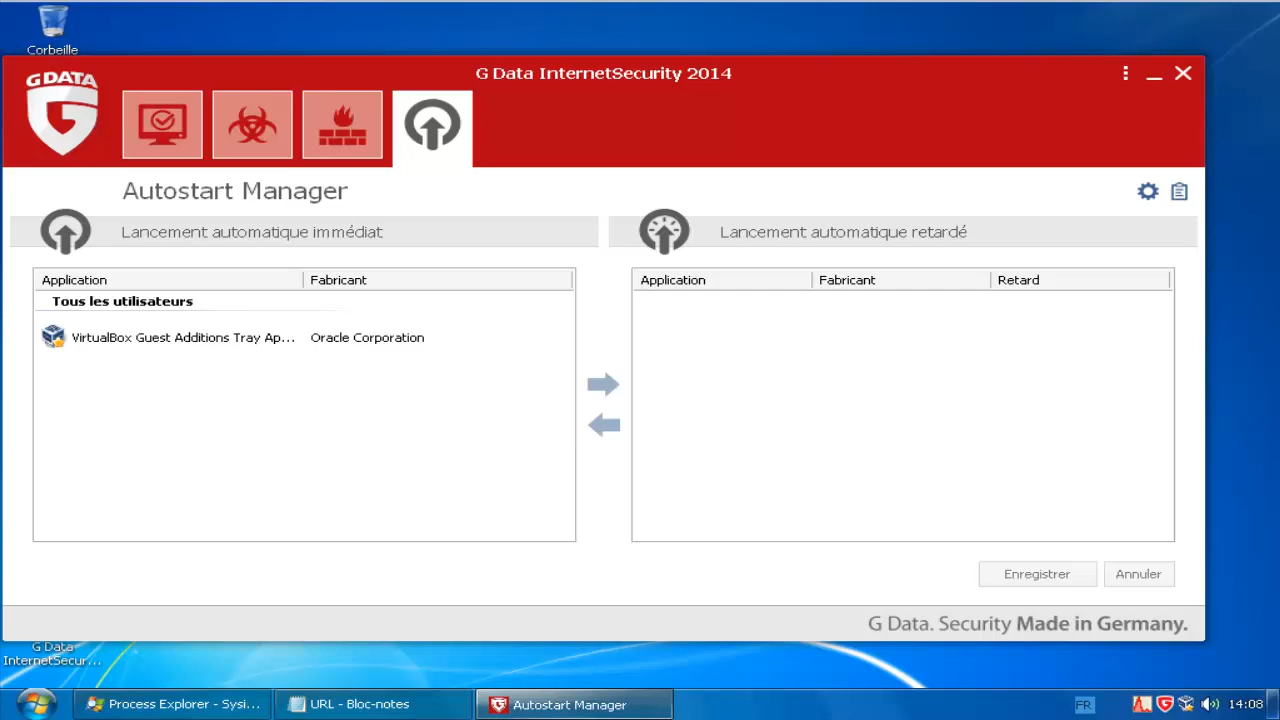 Corbeille
G Data InternetSecurity 2014
G DATA
Autostart Manager
Lancement automatique immédiat
Lancement automatique retardé
Application Fabricant
Application Fabricant Retard
Tous les utilisateurs
VirtualBox Guest Additions Tray Ap... Oracle Corporation
Enregistrer Annuler
G Data. Security Made in Germany.
G Data
InternetSecur...
Process Explorer - Sysi... URL - Bloc-notes Autostart Manager FR 14:08